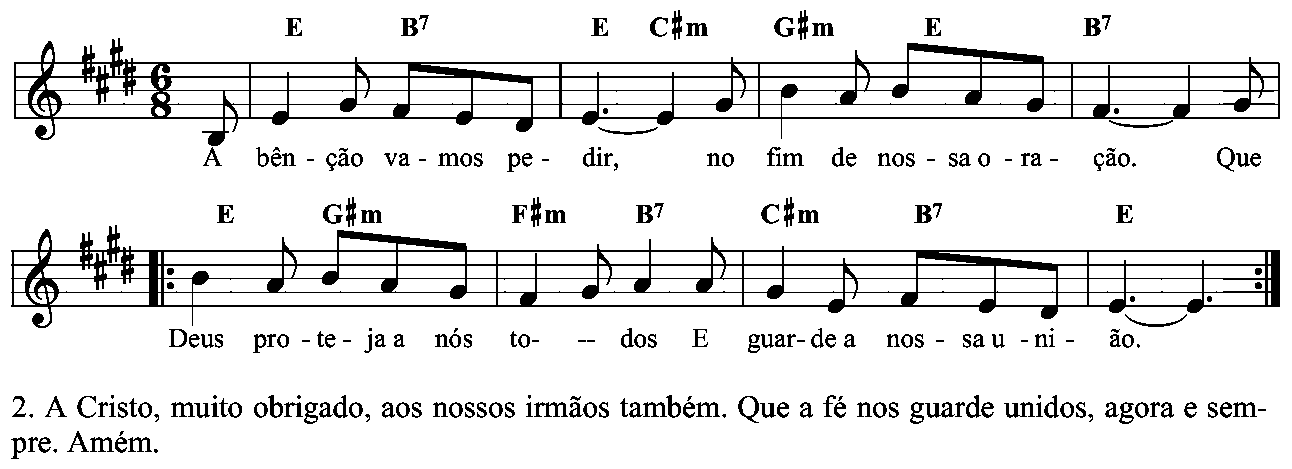 E B7 E C#m G#m E B7
6
8
A bên - ção va - mos pe - dir, no fim de nos - sa o - ra - ção. Que
E G#m F#m B7 C#m B7 E
Deus pro - te - ja a nós to- -- dos E guar - de a nos - sa u - ni - ão.
2. A Cristo, muito obrigado, aos nossos irmãos também. Que a fé nos guarde unidos, agora e sem-
pre. Amém.